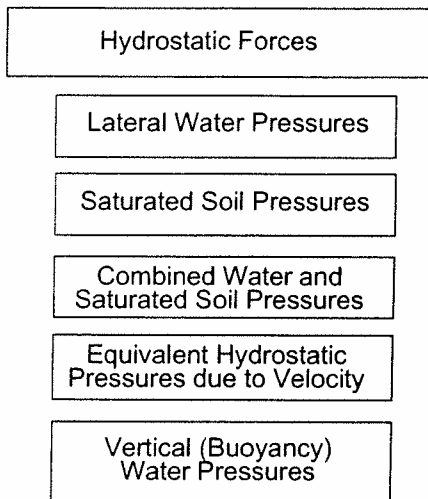 Hydrostatic Forces
Lateral Water Pressures
Saturated Soil Pressures
Combined Water and
Saturated Soil Pressures
Equivalent Hydrostatic
Pressures due to Velocity
Vertical (Buoyancy)
Water Pressures